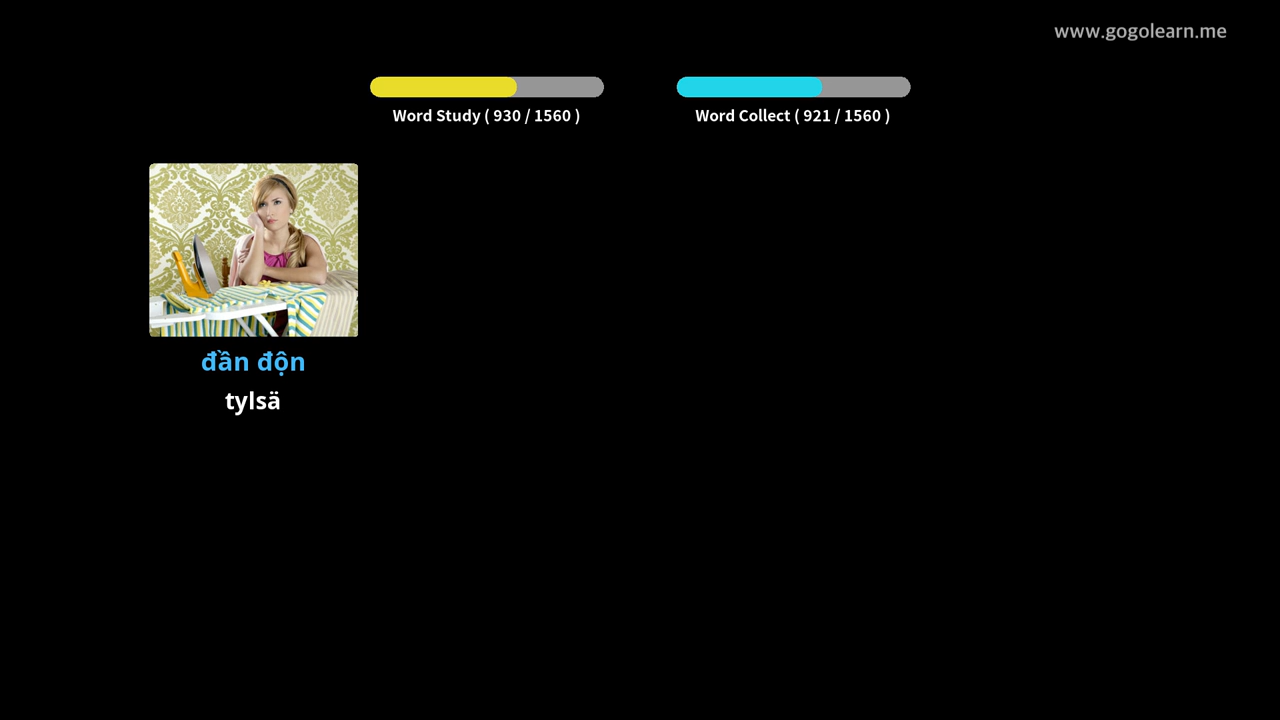 www.gogolearn.me
Word Study ( 930 / 1560 )
Word Collect ( 921 / 1560 )
đần độn
tylsä